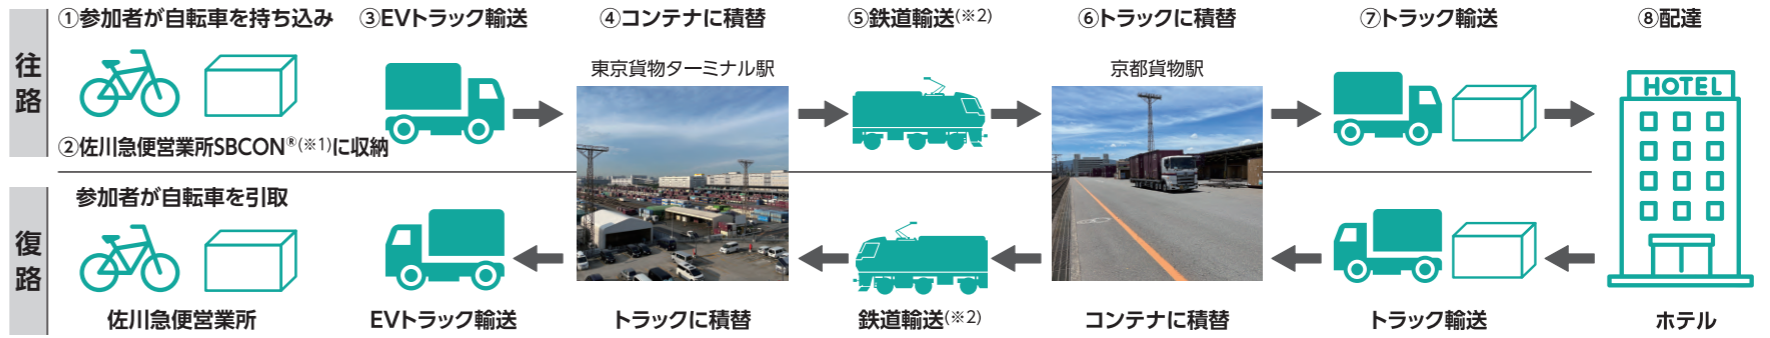 往路
①参加者が自転車を持ち込み
③EVトラック輸送
④コンテナに積替
⑤鉄道輸送(※2)
⑥トラックに積替
⑦トラック輸送
⑧配達
東京貨物ターミナル駅
京都貨物駅
HOTEL
②佐川急便営業所SBCON®(※1)に収納
復路
参加者が自転車を引取
佐川急便営業所
EVトラック輸送
トラックに積替
鉄道輸送(※2)
コンテナに積替
トラック輸送
ホテル